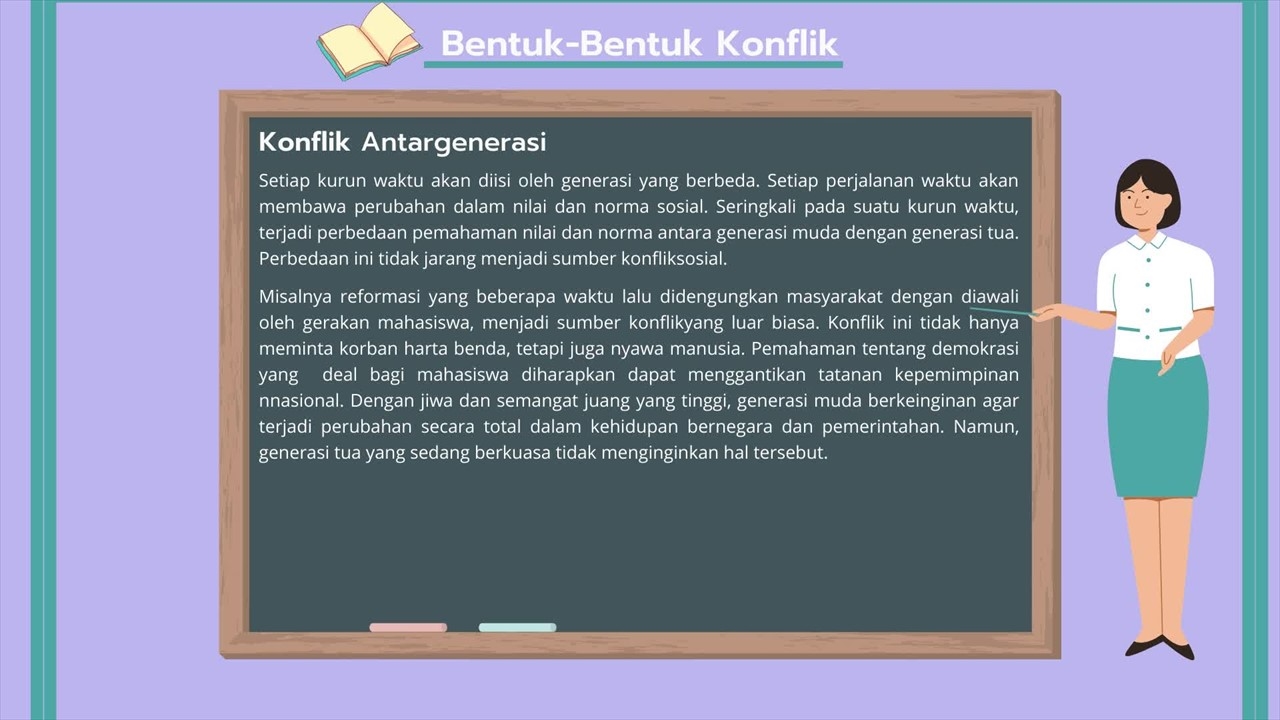 Bentuk-Bentuk Konflik
Konflik Antargenerasi
Setiap kurun waktu akan diisi oleh generasi yang berbeda. Setiap perjalanan waktu akan
membawa perubahan dalam nilai dan norma sosial. Seringkali pada suatu kurun waktu,
terjadi perbedaan pemahaman nilai dan norma antara generasi muda dengan generasi tua.
Perbedaan ini tidak jarang menjadi sumber konfliksosial.
Misalnya reformasi yang beberapa waktu lalu didengungkan masyarakat dengan diawali
oleh gerakan mahasiswa, menjadi sumber konflikyang luar biasa. Konflik ini tidak hanya
meminta korban harta benda, tetapi juga nyawa manusia. Pemahaman tentang demokrasi
yang deal bagi mahasiswa diharapkan dapat menggantikan tatanan kepemimpinan
nnasional. Dengan jiwa dan semangat juang yang tinggi, generasi muda berkeinginan agar
terjadi perubahan secara total dalam kehidupan bernegara dan pemerintahan. Namun,
generasi tua yang sedang berkuasa tidak menginginkan hal tersebut.